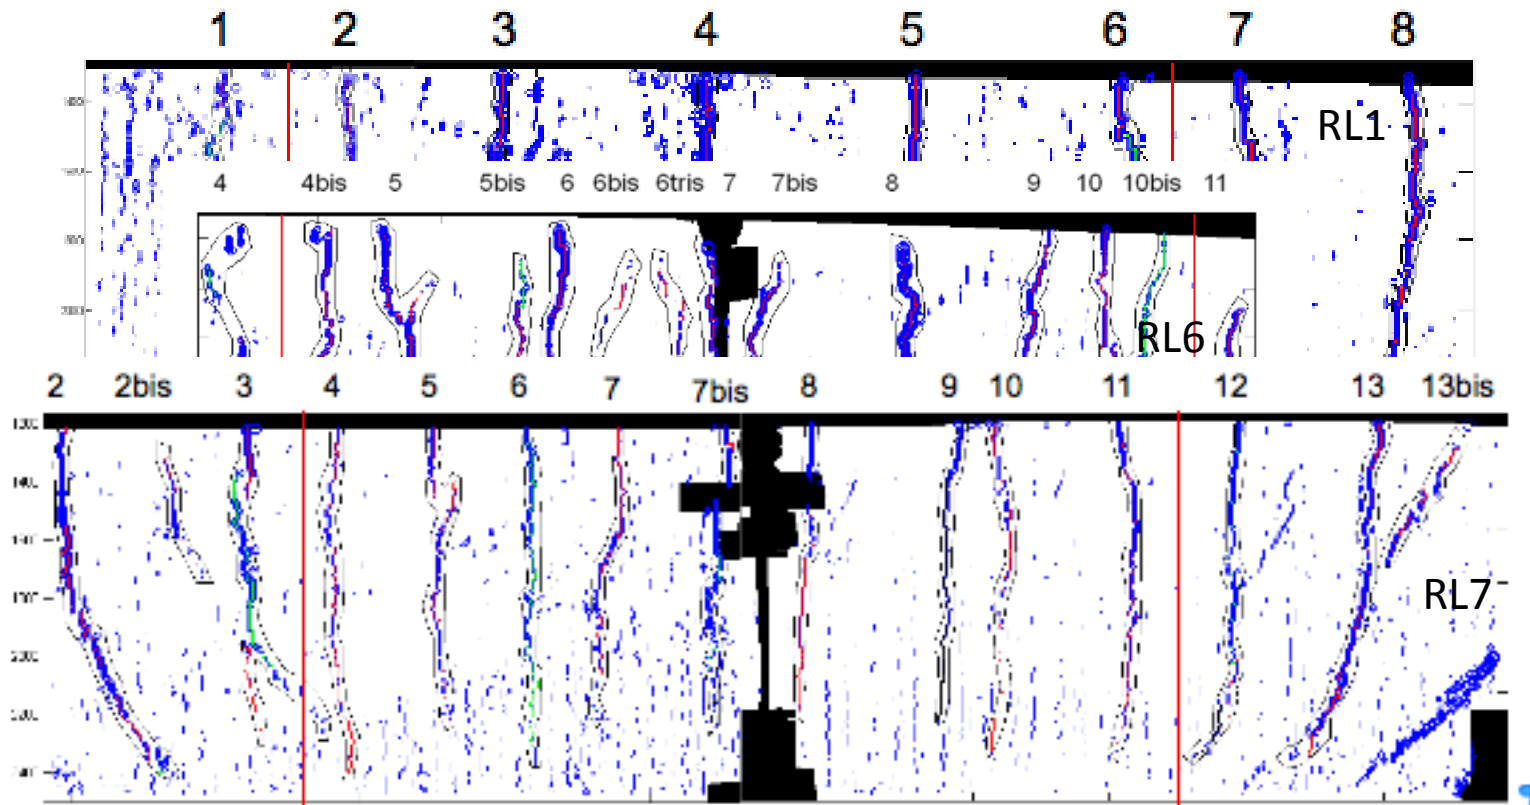 1 2 3 4 5 6 7 8
RL1
4 4bis 5 5bis 6 6bis 6tris 7 7bis 8 9 10 10bis 11
RL6
2 2bis 3 4 5 6 7 7bis 8 9 10 11 12 13 13bis
RL7